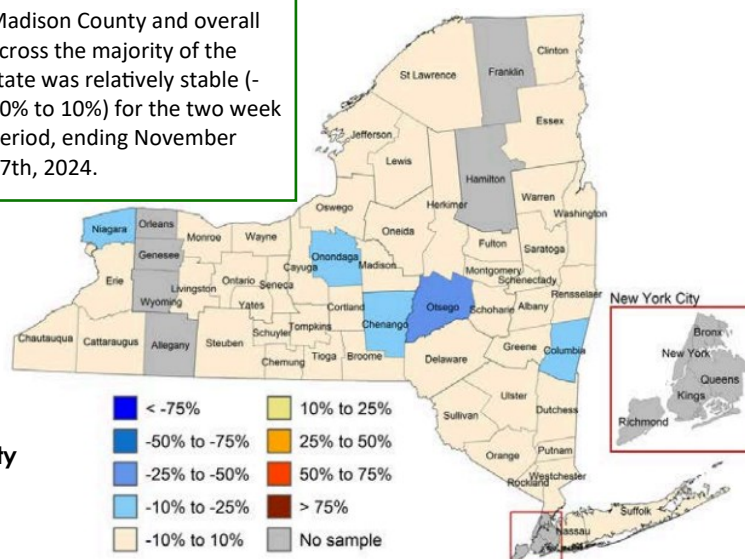 Madison County and overall
across the majority of the
state was relatively stable (-
0% to 10%) for the two week
period, ending November
7th, 2024.
Clinton
St Lawrence
Franklin
Essex
Jefferson
Lewis
Hamilton
Warren
Washington
Herkimer
Oswego
Oneida
Niagara
Orleans
Monroe
Wayne
Genesee
Onondaga
Madison
Cayuga
Fulton
Saratoga
Montgomery
Schenectady
Rensselaer
Erie
Wyoming
Livingston
Ontario
Seneca
Yates
Cortland
Chenango
Otsego
Schoharie
Albany
Chautauqua
Cattaraugus
Allegany
Steuben
Schuyler
Tompkins
Chemung
Tioga
Broome
Delaware
Greene
Columbia
Ulster
Sullivan
Dutchess
Orange
Putnam
Westchester
Rockland
Nassau
Suffolk
New York City
Bronx
New York
Queens
Kings
Richmond
ty
< -75%
-50% to -75%
-25% to -50%
-10% to -25%
-10% to 10%
10% to 25%
25% to 50%
50% to 75%
> 75%
No sample